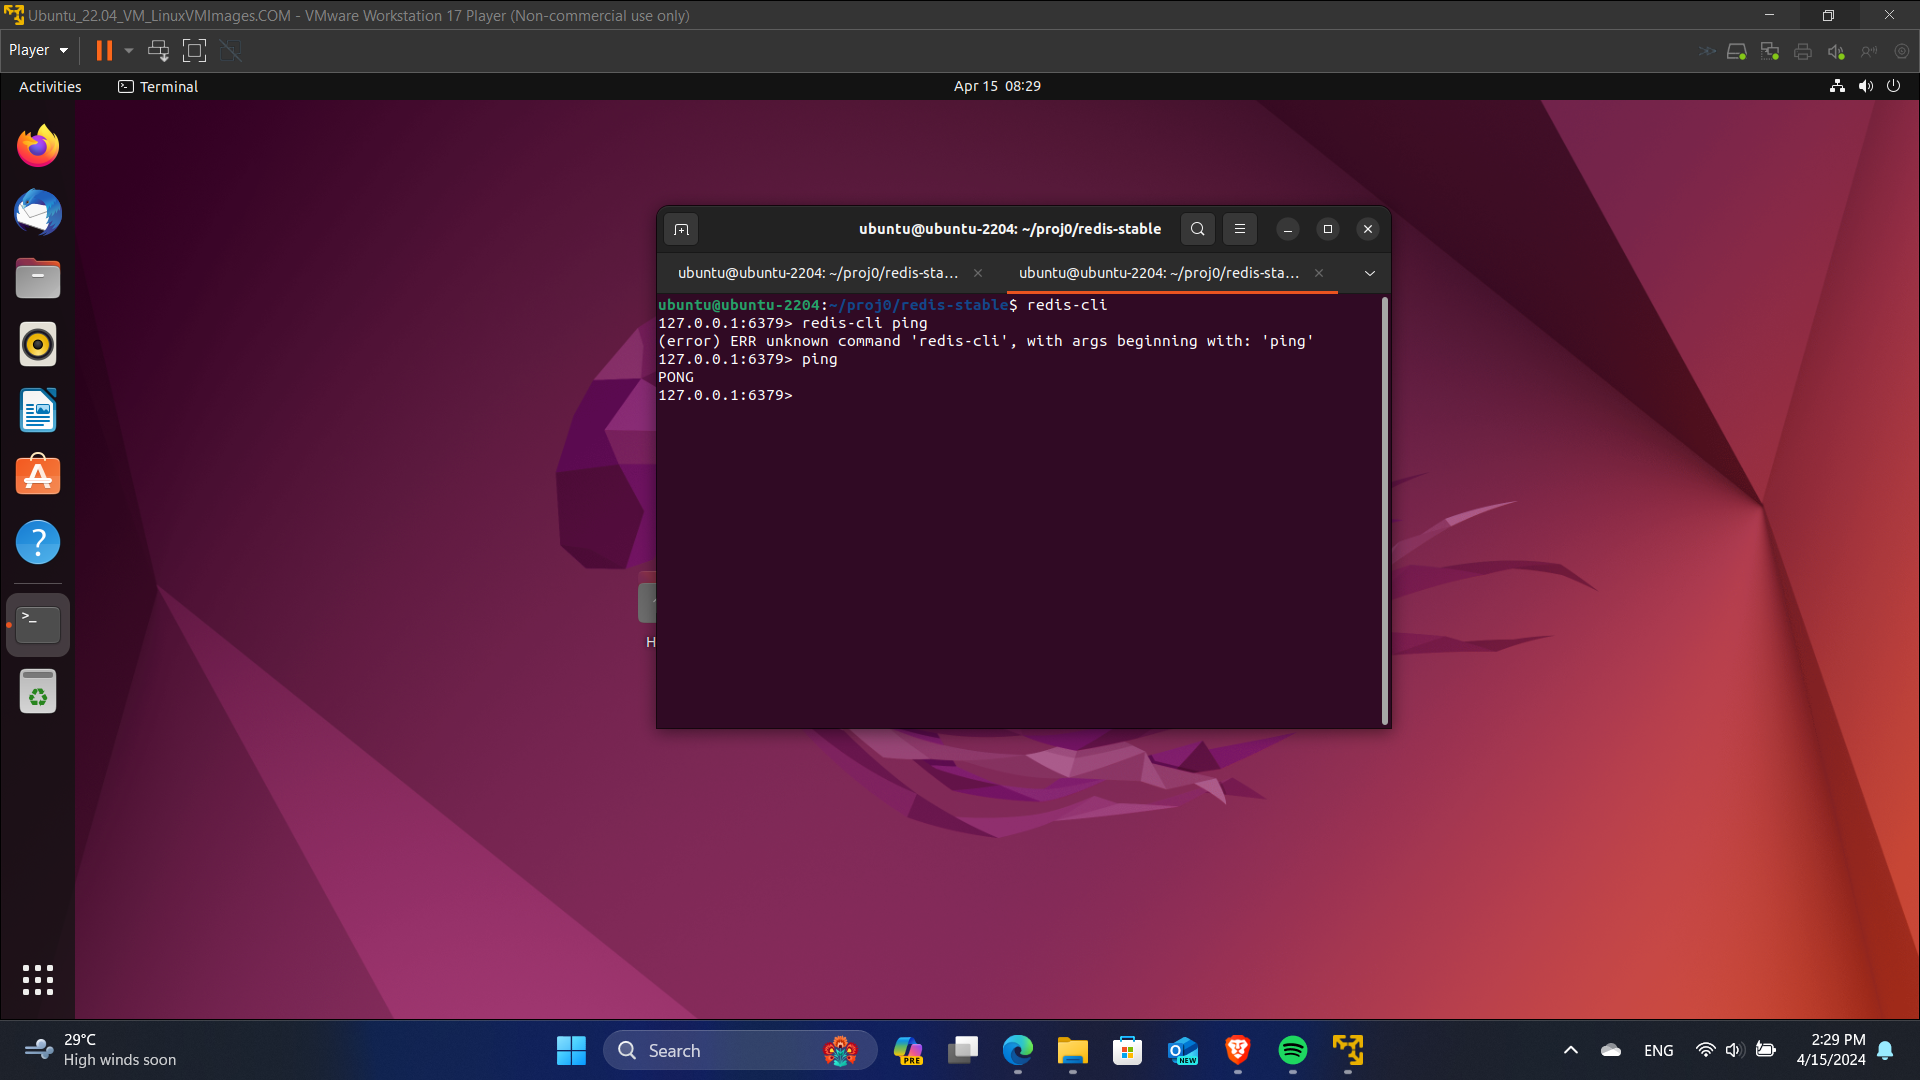 Ubuntu_22.04_VM_LinuxVMImages.COM - VMware Workstation 17 Player (Non-commercial use only)
Player
Activities
Terminal
Apr 15 08:29
ubuntu@ubuntu-2204: ~/proj0/redis-stable
ubuntu@ubuntu-2204: ~/proj0/redis-sta...
ubuntu@ubuntu-2204: ~/proj0/redis-sta...
ubuntu@ubuntu-2204:~/proj0/redis-stable$ redis-cli
127.0.0.1:6379> redis-cli ping
(error) ERR unknown command 'redis-cli', with args beginning with: 'ping'
127.0.0.1:6379> ping
PONG
127.0.0.1:6379>
H
29°C
High winds soon
Search
PRE
NEW
ENG
2:29 PM
4/15/2024